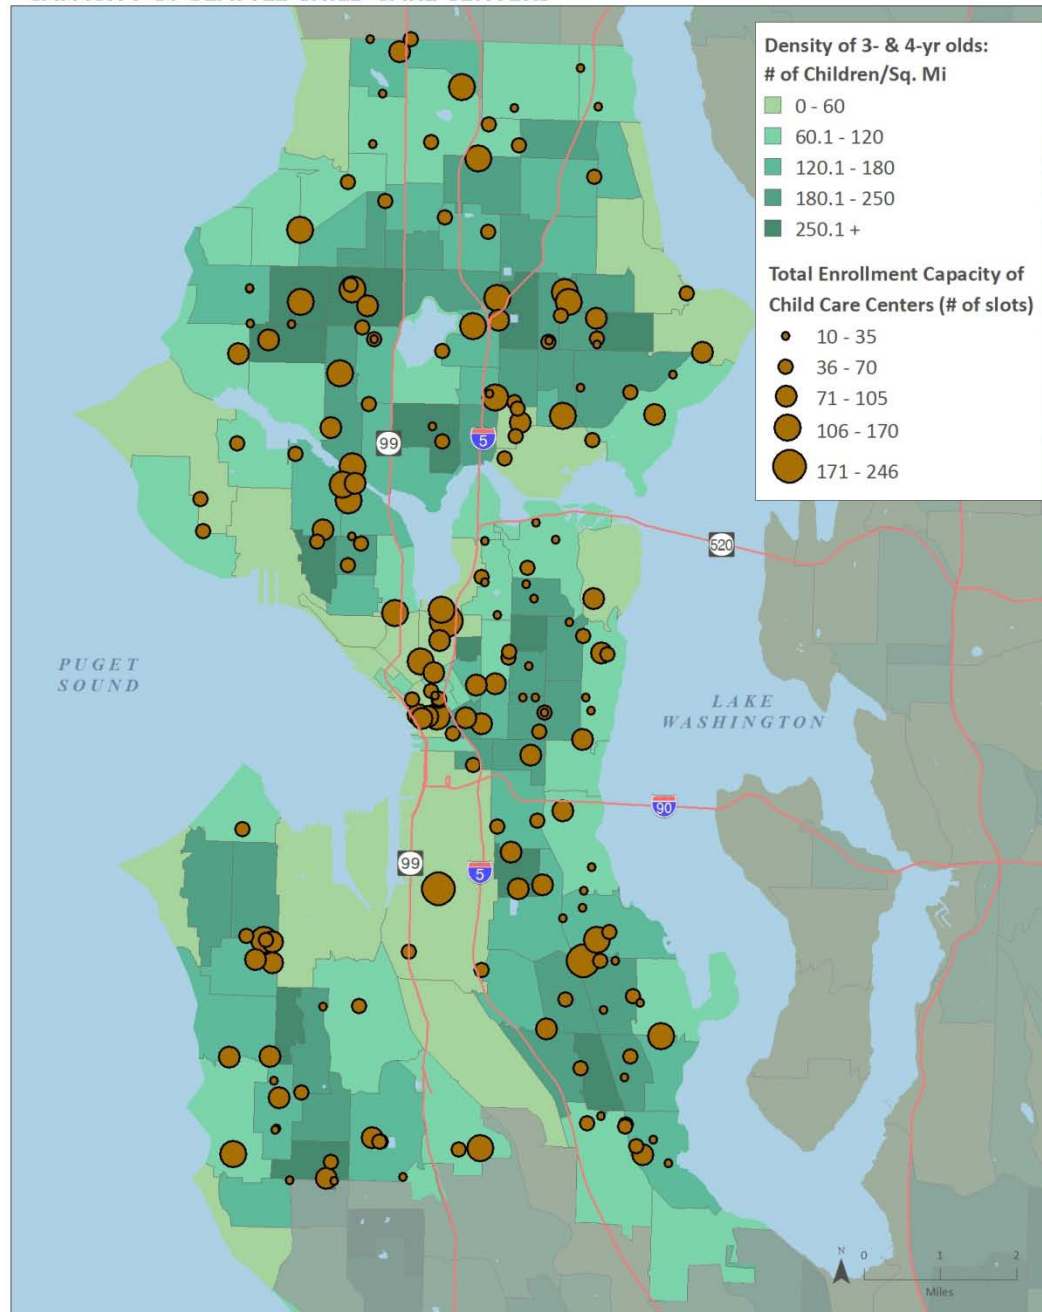 Density of 3- & 4-yr olds:
# of Children/Sq. Mi
0 - 60
60.1 - 120
120.1 - 180
180.1 - 250
250.1 +
Total Enrollment Capacity of
Child Care Centers (# of slots)
10 - 35
36 - 70
71 - 105
106 - 170
171 - 246
99
5
520
PUGET
SOUND
LAKE
WASHINGTON
90
99
5
N
0 1 2
Miles